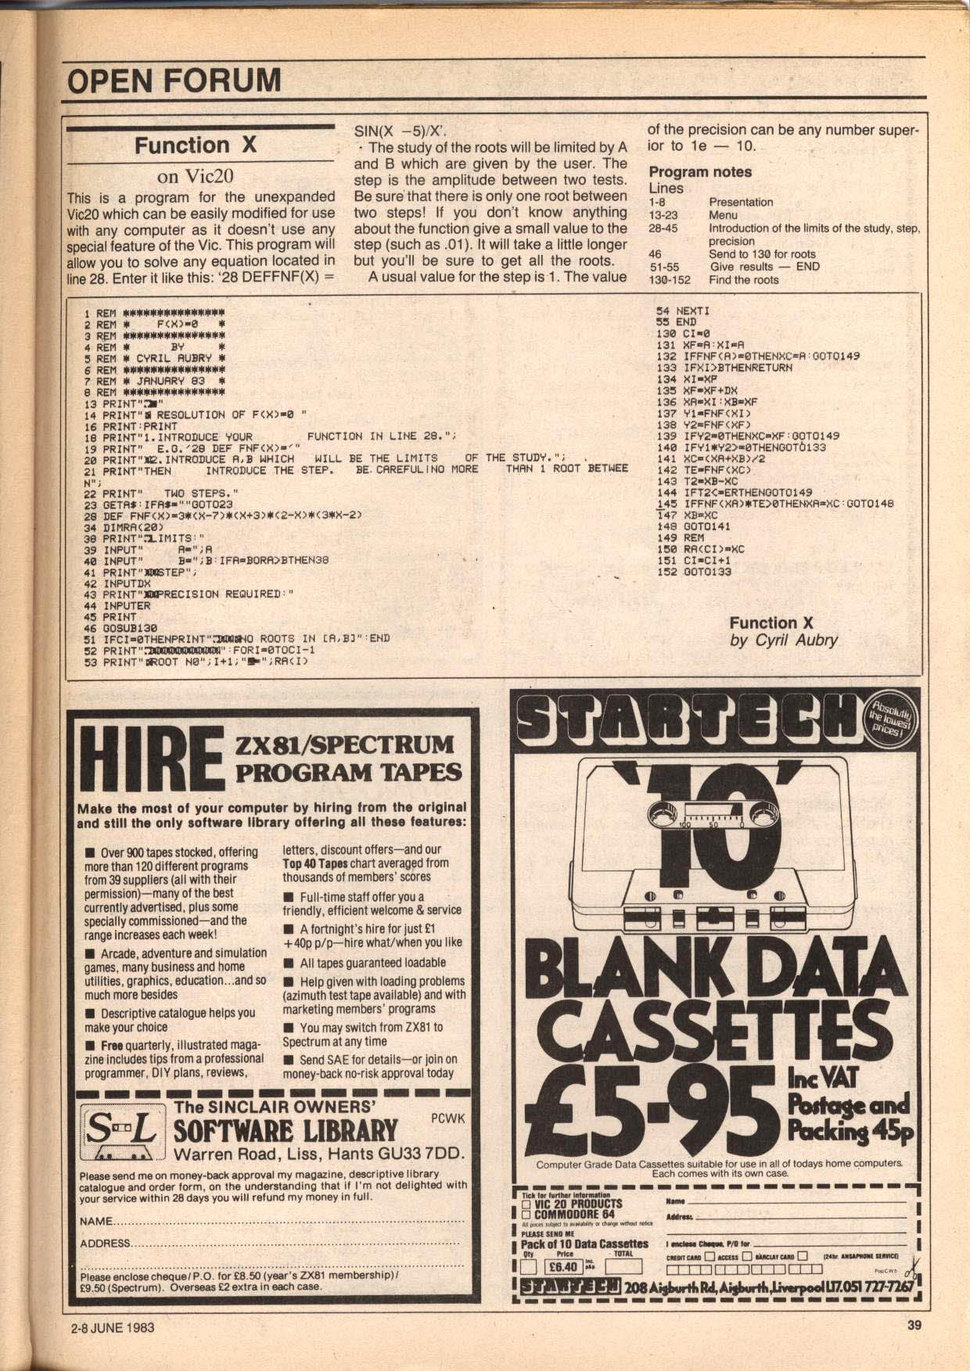 OPEN FORUM
Function X
on Vic20
This is a program for the unexpanded
Vic20 which can be easily modified for use
with any computer as it doesn't use any
special feature of the Vic. This program will
allow you to solve any equation located in
line 28. Enter it like this: '28 DEFFNF(X) =
SIN(X −5)/X'.
The study of the roots will be limited by A
and B which are given by the user. The
step is the amplitude between two tests.
Be sure that there is only one root between
two steps! If you don't know anything
about the function give a small value to the
step (such as .01). It will take a little longer
but you'll be sure to get all the roots.
A usual value for the step is 1. The value
of the precision can be any number super-
ior to 1e — 10.
Program notes
Lines
1-8 Presentation
13-23 Menu
28-45 Introduction of the limits of the study, step,
precision
46 Send to 130 for roots
51-55 Give results — END
130-152 Find the roots
1 REM ***************
2 REM * F(X)=0 *
3 REM ***************
4 REM * BY *
5 REM * CYRIL AUBRY *
6 REM ***************
7 REM * JANUARY 83 *
8 REM ***************
13 PRINT"
14 PRINT" RESOLUTION OF F(X)=0 "
16 PRINT:PRINT
18 PRINT"1.INTRODUCE YOUR FUNCTION IN LINE 28.";
19 PRINT" E.G.'28 DEF FNF(X)='"
20 PRINT"2.INTRODUCE A,B WHICH WILL BE THE LIMITS OF THE STUDY.";
21 PRINT"THEN INTRODUCE THE STEP. BE CAREFUL!NO MORE THAN 1 ROOT BETWEE
N";
22 PRINT" TWO STEPS."
23 GETA$:IFA$=""GOTO23
28 DEF FNF(X)=3*(X-7)*(X+3)*(2-X)*(3*X-2)
34 DIMRA(20)
38 PRINT"LIMITS:"
39 INPUT" A=";A
40 INPUT" B=";B:IFA=BORA>BTHEN38
41 PRINT"STEP";
42 INPUTDX
43 PRINT"PRECISION REQUIRED:"
44 INPUTER
45 PRINT
46 GOSUB130
51 IFCI=0THENPRINT"NO ROOTS IN [A,B]":END
52 PRINT"":FORI=0TOCI-1
53 PRINT"ROOT N0";I+1;"=";RA(I)
54 NEXTI
55 END
130 CI=0
131 XF=A:XI=A
132 IFFNF(A)=0THENXC=A:GOTO149
133 IFXI>BTHENRETURN
134 XI=XF
135 XF=XF+DX
136 XA=XI:XB=XF
137 Y1=FNF(XI)
138 Y2=FNF(XF)
139 IFY2=0THENXC=XF:GOTO149
140 IFY1*Y2>=0THENGOTO133
141 XC=(XA+XB)/2
142 TE=FNF(XC)
143 T2=XB-XC
144 IFT2<=ERTHENGOTO149
145 IFFNF(XA)*TE>0THENXA=XC:GOTO148
147 XB=XC
148 GOTO141
149 REM
150 RA(CI)=XC
151 CI=CI+1
152 GOTO133
Function X
by Cyril Aubry
HIRE ZX81/SPECTRUM
PROGRAM TAPES
Make the most of your computer by hiring from the original
and still the only software library offering all these features:
■ Over 900 tapes stocked, offering
more than 120 different programs
from 39 suppliers (all with their
permission)—many of the best
currently advertised, plus some
specially commissioned—and the
range increases each week!
■ Arcade, adventure and simulation
games, many business and home
utilities, graphics, education...and so
much more besides
■ Descriptive catalogue helps you
make your choice
■ Free quarterly, illustrated maga-
zine includes tips from a professional
programmer, DIY plans, reviews,
letters, discount offers—and our
Top 40 Tapes chart averaged from
thousands of members' scores
■ Full-time staff offer you a
friendly, efficient welcome & service
■ A fortnight's hire for just £1
+40p p/p—hire what/when you like
■ All tapes guaranteed loadable
■ Help given with loading problems
(azimuth test tape available) and with
marketing members' programs
■ You may switch from ZX81 to
Spectrum at any time
■ Send SAE for details—or join on
money-back no-risk approval today
S-L
The SINCLAIR OWNERS'
SOFTWARE LIBRARY
PCWK
Warren Road, Liss, Hants GU33 7DD.
Please send me on money-back approval my magazine, descriptive library
catalogue and order form, on the understanding that if I'm not delighted with
your service within 28 days you will refund my money in full.
NAME
ADDRESS
Please enclose cheque/P.O. for £8.50 (year's ZX81 membership)/
£9.50 (Spectrum). Overseas £2 extra in each case.
STARTECH
Absolutly
the lowest
prices!
'10'
100 50 0
BLANK DATA
CASSETTES
£5-95
Inc VAT
Postage and
Packing 45p
Computer Grade Data Cassettes suitable for use in all of todays home computers.
Each comes with its own case.
Tick for further information
VIC 20 PRODUCTS
COMMODORE 64
All prices subject to availability or change without notice
PLEASE SEND ME
Pack of 10 Data Cassettes
Qty Price TOTAL
£6.40 inc. p&p
Name
Address
I enclose Cheque, P/O for
CREDIT CARD ACCESS BARCLAY CARD (24hr. ANSAPHONE SERVICE)
STARTECH 208 Aigburth Rd, Aigburth, Liverpool L17. 051 727-7267
2-8 JUNE 1983
39